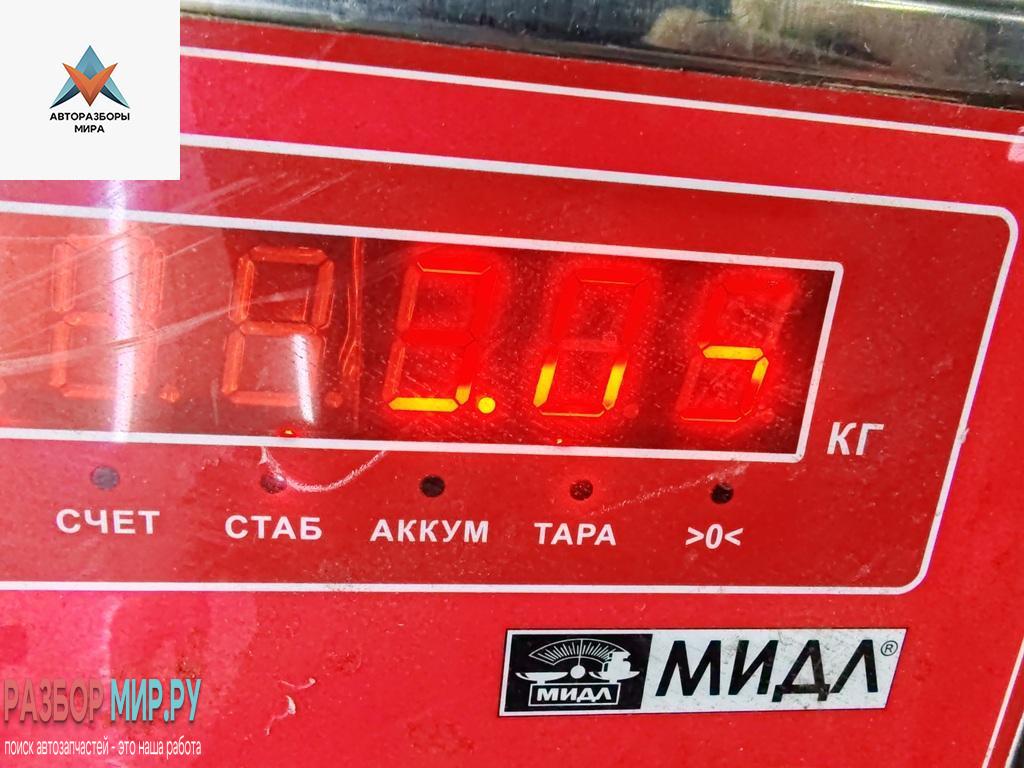 АВТОРАЗБОРЫ
МИРА
КГ
СЧЕТ СТАБ АККУМ ТАРА >0<
МИДЛ МИДЛ®
РАЗБОР МИР.РУ
поиск автозапчастей - это наша работа